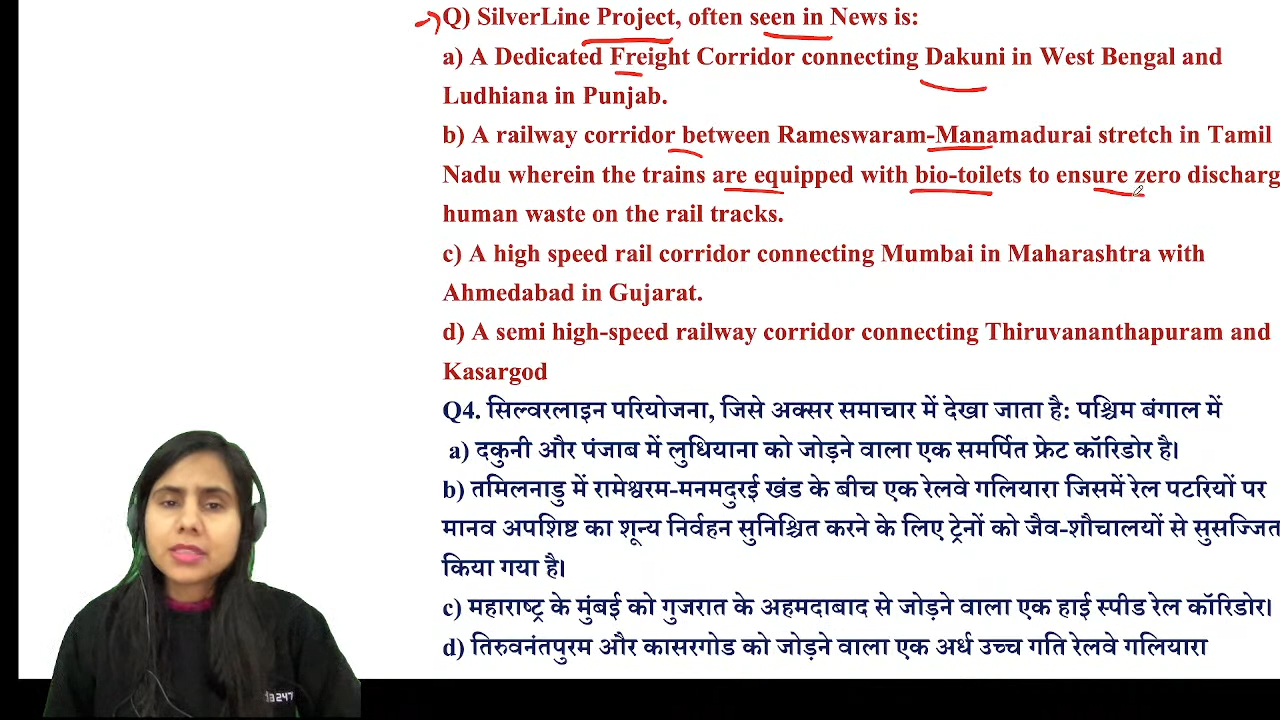 Q) SilverLine Project, often seen in News is:
a) A Dedicated Freight Corridor connecting Dakuni in West Bengal and
Ludhiana in Punjab.
b) A railway corridor between Rameswaram-Manamadurai stretch in Tamil
Nadu wherein the trains are equipped with bio-toilets to ensure zero discharg
human waste on the rail tracks.
c) A high speed rail corridor connecting Mumbai in Maharashtra with
Ahmedabad in Gujarat.
d) A semi high-speed railway corridor connecting Thiruvananthapuram and
Kasargod
Q4. सिल्वरलाइन परियोजना, जिसे अक्सर समाचार में देखा जाता है: पश्चिम बंगाल में
a) दकुनी और पंजाब में लुधियाना को जोड़ने वाला एक समर्पित फ्रेट कॉरिडोर है।
b) तमिलनाडु में रामेश्वरम-मनमदुरई खंड के बीच एक रेलवे गलियारा जिसमें रेल पटरियों पर
मानव अपशिष्ट का शून्य निर्वहन सुनिश्चित करने के लिए ट्रेनों को जैव-शौचालयों से सुसज्जित
किया गया है।
c) महाराष्ट्र के मुंबई को गुजरात के अहमदाबाद से जोड़ने वाला एक हाई स्पीड रेल कॉरिडोर।
d) तिरुवनंतपुरम और कासरगोड को जोड़ने वाला एक अर्ध उच्च गति रेलवे गलियारा
a247